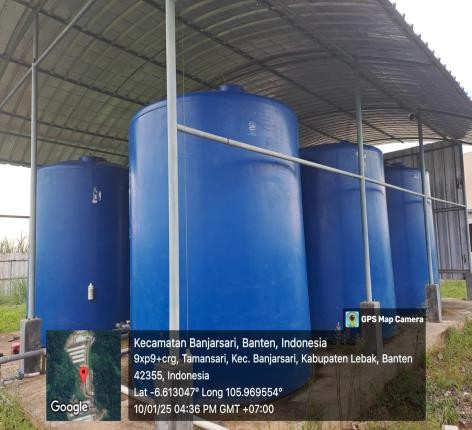 GPS Map Camera
Kecamatan Banjarsari, Banten, Indonesia
9xp9+crg, Tamansari, Kec. Banjarsari, Kabupaten Lebak, Banten
42355, Indonesia
Lat -6.613047° Long 105.969554°
10/01/25 04:36 PM GMT +07:00
Google